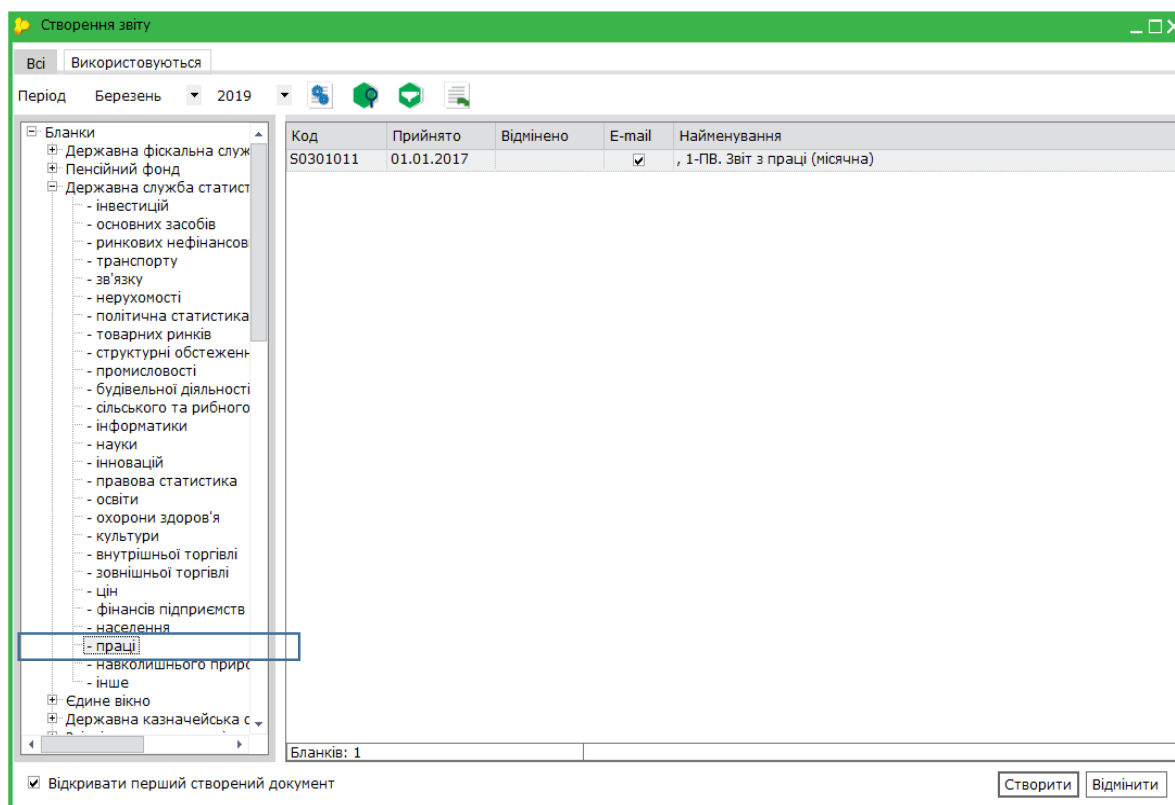 Створення звіту
Всі Використовуються
Період Березень 2019
Бланки
Державна фіскальна служ
Пенсійний фонд
Державна служба статист
- інвестицій
- основних засобів
- ринкових нефінансов
- транспорту
- зв'язку
- нерухомості
- політична статистика
- товарних ринків
- структурні обстеженн
- промисловості
- будівельної діяльності
- сільського та рибного
- інформатики
- науки
- інновацій
- правова статистика
- освіти
- охорони здоров'я
- культури
- внутрішньої торгівлі
- зовнішньої торгівлі
- цін
- фінансів підприємств
- населення
- праці
- навколишнього приро
- інше
Єдине вікно
Державна казначейська с
Код Прийнято Відмінено E-mail Найменування
S0301011 01.01.2017 , 1-ПВ. Звіт з праці (місячна)
Бланків: 1
Відкривати перший створений документ
Створити Відмінити